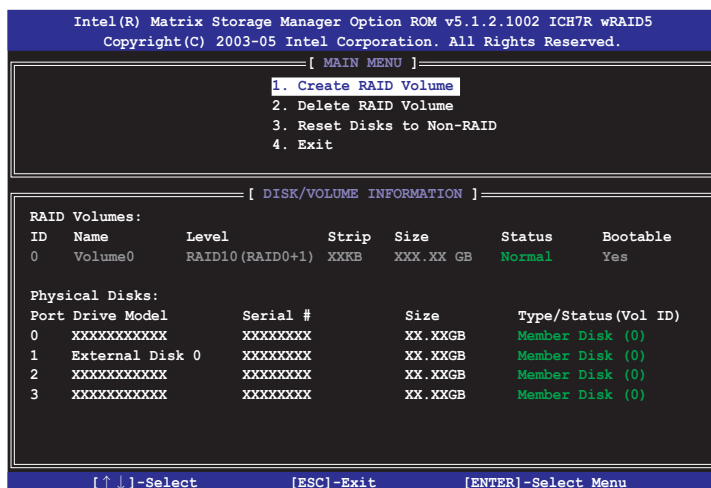 Intel(R) Matrix Storage Manager Option ROM v5.1.2.1002 ICH7R wRAID5
Copyright(C) 2003-05 Intel Corporation. All Rights Reserved.
[ MAIN MENU ]
1. Create RAID Volume
2. Delete RAID Volume
3. Reset Disks to Non-RAID
4. Exit
[ DISK/VOLUME INFORMATION ]
RAID Volumes:
ID Name Level Strip Size Status Bootable
0 Volume0 RAID10(RAID0+1) XXKB XXX.XX GB Normal Yes
Physical Disks:
Port Drive Model Serial # Size Type/Status(Vol ID)
0 XXXXXXXXXXX XXXXXXXX XX.XXGB Member Disk (0)
1 External Disk 0 XXXXXXXX XX.XXGB Member Disk (0)
2 XXXXXXXXXXX XXXXXXXX XX.XXGB Member Disk (0)
3 XXXXXXXXXXX XXXXXXXX XX.XXGB Member Disk (0)
[↑↓]-Select [ESC]-Exit [ENTER]-Select Menu